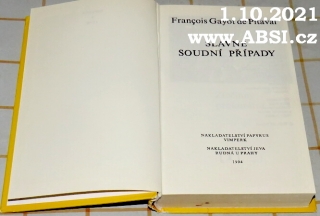 1.10.2021
François Gayot de Pitaval
www.ABSI.cz
SLAVNÉ
SOUDNÍ PŘÍPADY
NAKLADATELSTVÍ PAPYRUS
VIMPERK
NAKLADATELSTVÍ JEVA
RUDNÁ U PRAHY
1994